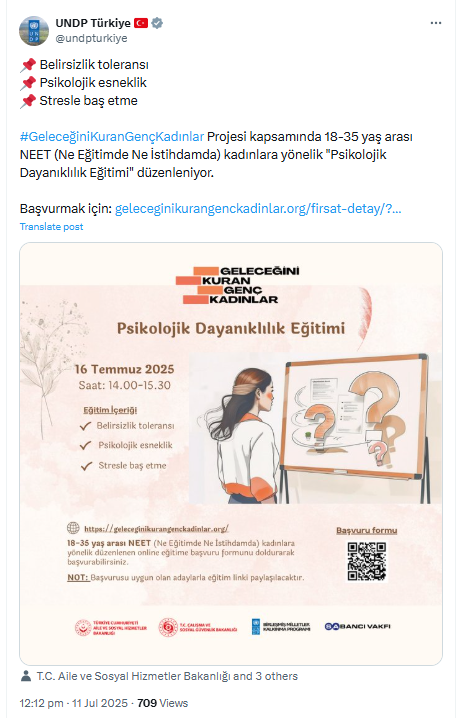 UNDP Türkiye
@undpturkiye
Belirsizlik toleransı
Psikolojik esneklik
Stresle baş etme
#GeleceğiniKuranGençKadınlar Projesi kapsamında 18-35 yaş arası
NEET (Ne Eğitimde Ne İstihdamda) kadınlara yönelik "Psikolojik
Dayanıklılık Eğitimi" düzenleniyor.
Başvurmak için: geleceginikurangenckadinlar.org/firsat-detay/?...
Translate post
GELECEĞİNİ
KURAN
GENÇ
KADINLAR
Psikolojik Dayanıklılık Eğitimi
16 Temmuz 2025
Saat: 14.00-15.30
Eğitim İçeriği
Belirsizlik toleransı
Psikolojik esneklik
Stresle baş etme
https://geleceginikurangenckadinlar.org/
18-35 yaş arası NEET (Ne Eğitimde Ne İstihdamda) kadınlara
yönelik düzenlenen online eğitime başvuru formunu doldurarak
başvurabilirsiniz.
NOT: Başvurusu uygun olan adaylarla eğitim linki paylaşılacaktır.
Başvuru formu
TÜRKİYE CUMHURİYETİ
AİLE VE SOSYAL HİZMETLER
BAKANLIĞI
T.C. ÇALIŞMA VE
SOSYAL GÜVENLİK BAKANLIĞI
BİRLEŞMİŞ MİLLETLER
KALKINMA PROGRAMI
SABANCI VAKFI
T.C. Aile ve Sosyal Hizmetler Bakanlığı and 3 others
12:12 pm · 11 Jul 2025 · 709 Views